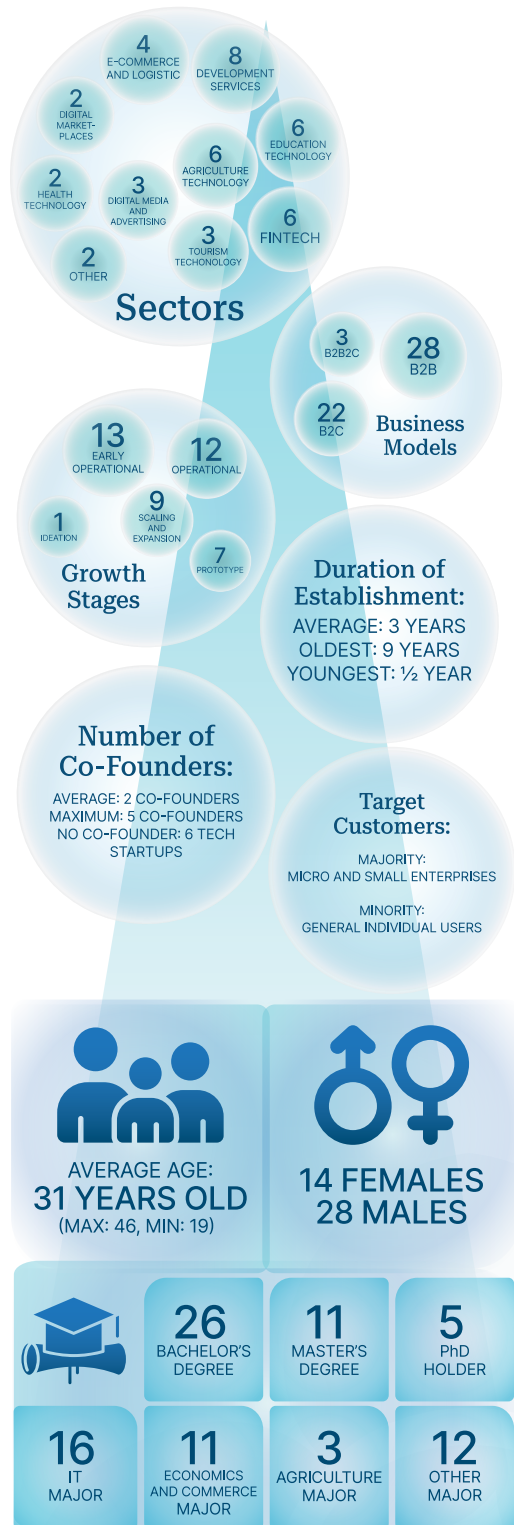 4
E-COMMERCE
AND LOGISTIC
8
DEVELOPMENT
SERVICES
2
DIGITAL
MARKET-
PLACES
6
EDUCATION
TECHNOLOGY
6
AGRICULTURE
TECHNOLOGY
2
HEALTH
TECHNOLOGY
3
DIGITAL MEDIA
AND
ADVERTISING
6
FINTECH
3
TOURISM
TECHONOLOGY
2
OTHER
Sectors
3
B2B2C
28
B2B
22
B2C
Business
Models
13
EARLY
OPERATIONAL
12
OPERATIONAL
1
IDEATION
9
SCALING
AND
EXPANSION
7
PROTOTYPE
Growth
Stages
Duration of
Establishment:
AVERAGE: 3 YEARS
OLDEST: 9 YEARS
YOUNGEST: ½ YEAR
Number of
Co-Founders:
AVERAGE: 2 CO-FOUNDERS
MAXIMUM: 5 CO-FOUNDERS
NO CO-FOUNDER: 6 TECH
STARTUPS
Target
Customers:
MAJORITY:
MICRO AND SMALL ENTERPRISES
MINORITY:
GENERAL INDIVIDUAL USERS
AVERAGE AGE:
31 YEARS OLD
(MAX: 46, MIN: 19)
14 FEMALES
28 MALES
26
BACHELOR'S
DEGREE
11
MASTER'S
DEGREE
5
PhD
HOLDER
16
IT
MAJOR
11
ECONOMICS
AND COMMERCE
MAJOR
3
AGRICULTURE
MAJOR
12
OTHER
MAJOR